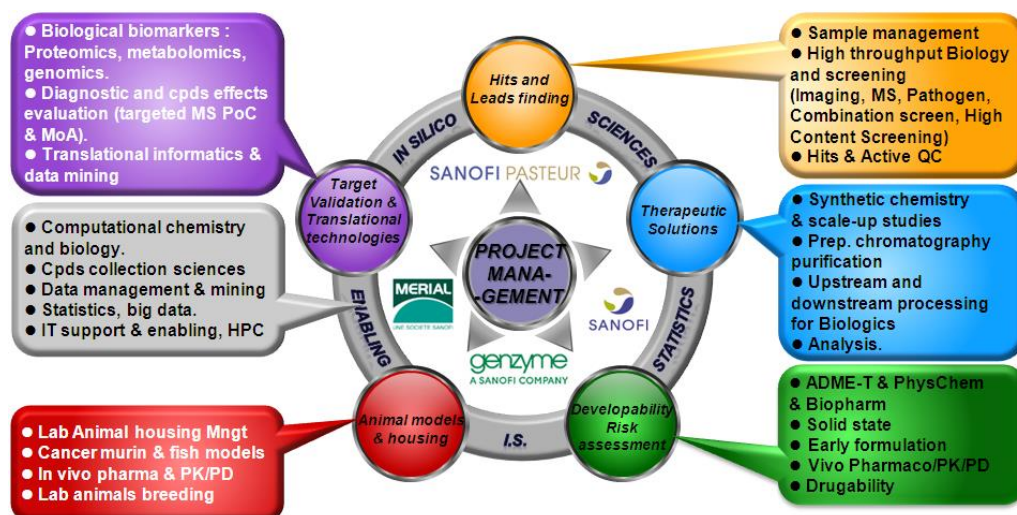 ● Biological biomarkers :
Proteomics, metabolomics,
genomics.
● Diagnostic and cpds effects
evaluation (targeted MS PoC
& MoA).
● Translational informatics &
data mining
Hits and
Leads finding
● Sample management
● High throughput Biology
and screening
(Imaging, MS, Pathogen,
Combination screen, High
Content Screening)
● Hits & Active QC
IN SILICO
SCIENCES
SANOFI PASTEUR
Target
Validation &
Translational
technologies
Therapeutic
Solutions
● Computational chemistry
and biology.
● Cpds collection sciences
● Data management & mining
● Statistics, big data.
● IT support & enabling, HPC
PROJECT
MANA-
-GEMENT
● Synthetic chemistry
& scale-up studies
● Prep. chromatography
purification
● Upstream and
downstream processing
for Biologics
● Analysis.
ENABLING
MERIAL
UNE SOCIETE SANOFI
SANOFI
STATISTICS
genzyme
A SANOFI COMPANY
● Lab Animal housing Mngt
● Cancer murin & fish models
● In vivo pharma & PK/PD
● Lab animals breeding
Animal models
& housing
I.S.
Developability
Risk
assessment
● ADME-T & PhysChem
& Biopharm
● Solid state
● Early formulation
● Vivo Pharmaco/PK/PD
● Drugability